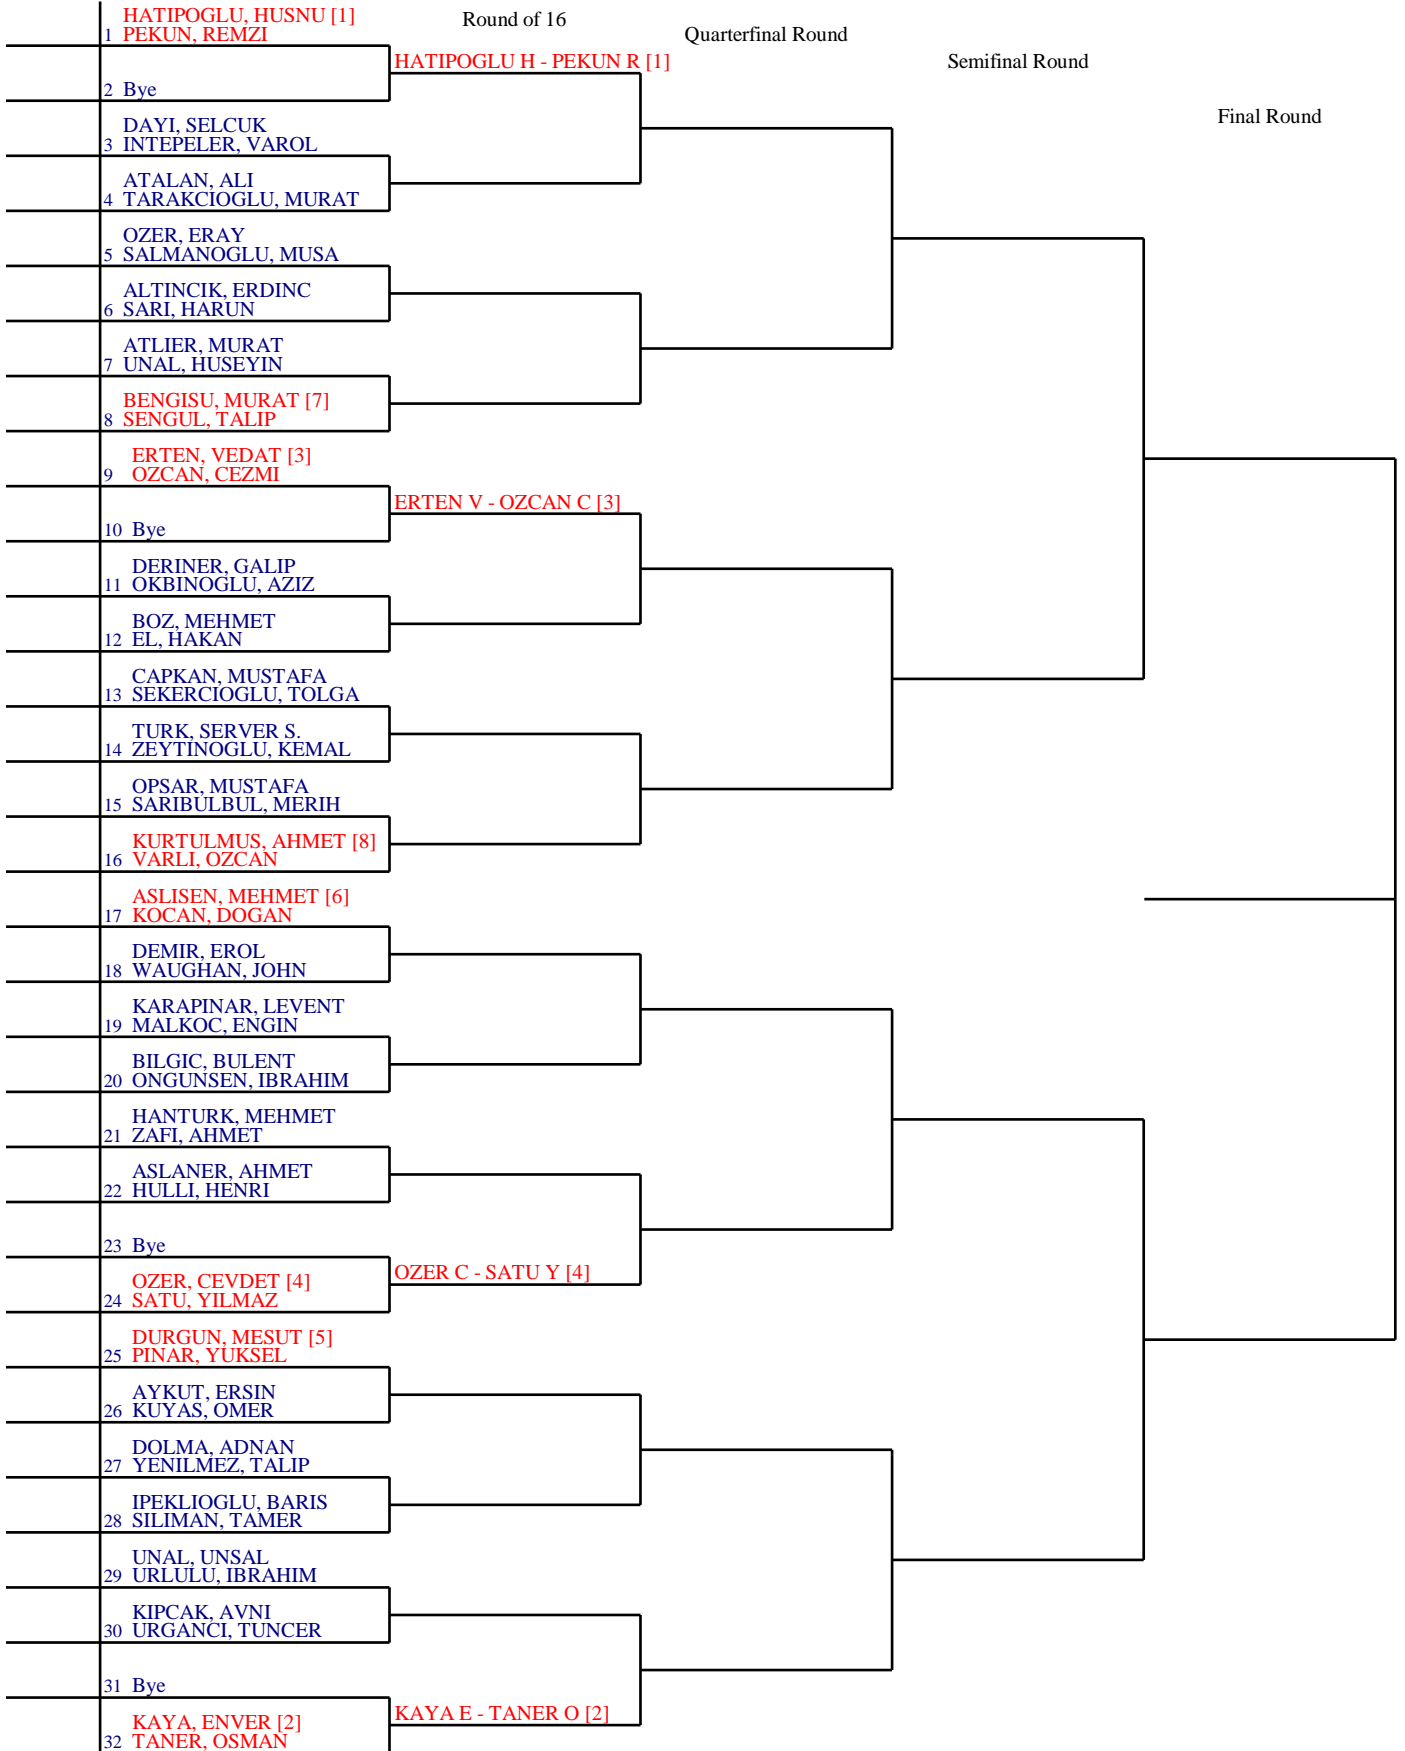 HATIPOGLU, HUSNU [1]
1 PEKUN, REMZI
Round of 16
Quarterfinal Round
Semifinal Round
Final Round
HATIPOGLU H - PEKUN R [1]
2 Bye
DAYI, SELCUK
3 INTEPELER, VAROL
ATALAN, ALI
4 TARAKCIOGLU, MURAT
OZER, ERAY
5 SALMANOGLU, MUSA
ALTINCIK, ERDINC
6 SARI, HARUN
ATLIER, MURAT
7 UNAL, HUSEYIN
BENGISU, MURAT [7]
8 SENGUL, TALIP
ERTEN, VEDAT [3]
9 OZCAN, CEZMI
ERTEN V - OZCAN C [3]
10 Bye
DERINER, GALIP
11 OKBINOGLU, AZIZ
BOZ, MEHMET
12 EL, HAKAN
CAPKAN, MUSTAFA
13 SEKERCIOGLU, TOLGA
TURK, SERVER S.
14 ZEYTINOGLU, KEMAL
OPSAR, MUSTAFA
15 SARIBULBUL, MERIH
KURTULMUS, AHMET [8]
16 VARLI, OZCAN
ASLISEN, MEHMET [6]
17 KOCAN, DOGAN
DEMIR, EROL
18 WAUGHAN, JOHN
KARAPINAR, LEVENT
19 MALKOC, ENGIN
BILGIC, BULENT
20 ONGUNSEN, IBRAHIM
HANTURK, MEHMET
21 ZAFI, AHMET
ASLANER, AHMET
22 HULLI, HENRI
23 Bye
OZER C - SATU Y [4]
OZER, CEVDET [4]
24 SATU, YILMAZ
DURGUN, MESUT [5]
25 PINAR, YUKSEL
AYKUT, ERSIN
26 KUYAS, OMER
DOLMA, ADNAN
27 YENILMEZ, TALIP
IPEKLIOGLU, BARIS
28 SILIMAN, TAMER
UNAL, UNSAL
29 URLULU, IBRAHIM
KIPCAK, AVNI
30 URGANCI, TUNCER
31 Bye
KAYA E - TANER O [2]
KAYA, ENVER [2]
32 TANER, OSMAN